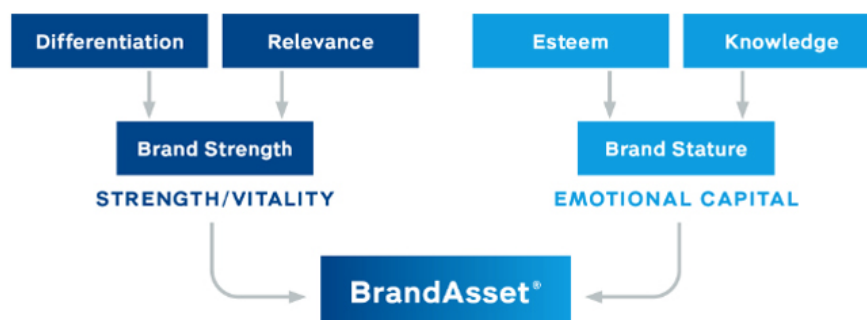 Differentiation
Relevance
Esteem
Knowledge
Brand Strength
Brand Stature
STRENGTH/VITALITY
EMOTIONAL CAPITAL
BrandAsset®